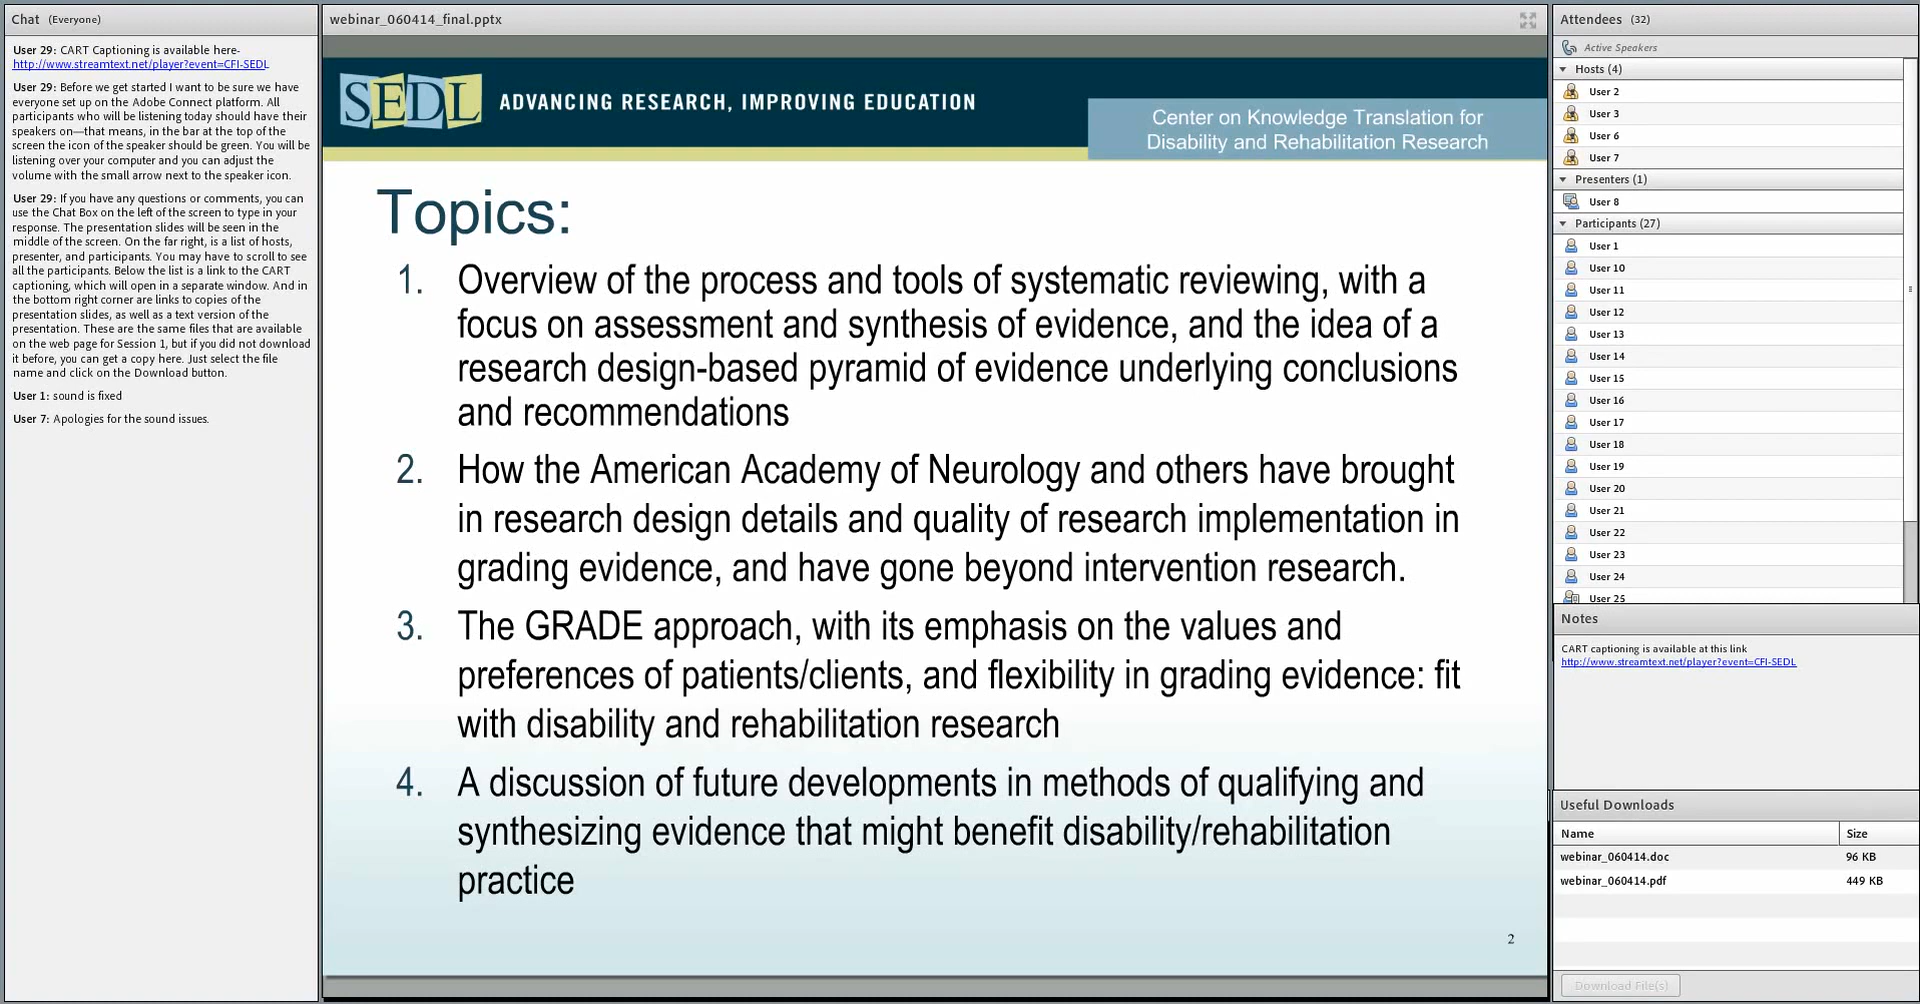 Chat (Everyone)
User 29: CART Captioning is available here-
http://www.streamtext.net/player?event=CFI-SEDL
User 29: Before we get started I want to be sure we have
everyone set up on the Adobe Connect platform. All
participants who will be listening today should have their
speakers on—that means, in the bar at the top of the
screen the icon of the speaker should be green. You will be
listening over your computer and you can adjust the
volume with the small arrow next to the speaker icon.
User 29: If you have any questions or comments, you can
use the Chat Box on the left of the screen to type in your
response. The presentation slides will be seen in the
middle of the screen. On the far right, is a list of hosts,
presenter, and participants. You may have to scroll to see
all the participants. Below the list is a link to the CART
captioning, which will open in a separate window. And in
the bottom right corner are links to copies of the
presentation slides, as well as a text version of the
presentation. These are the same files that are available
on the web page for Session 1, but if you did not download
it before, you can get a copy here. Just select the file
name and click on the Download button.
User 1: sound is fixed
User 7: Apologies for the sound issues.
webinar_060414_final.pptx
SEDL ADVANCING RESEARCH, IMPROVING EDUCATION
Center on Knowledge Translation for
Disability and Rehabilitation Research
Topics:
1. Overview of the process and tools of systematic reviewing, with a
focus on assessment and synthesis of evidence, and the idea of a
research design-based pyramid of evidence underlying conclusions
and recommendations
2. How the American Academy of Neurology and others have brought
in research design details and quality of research implementation in
grading evidence, and have gone beyond intervention research.
3. The GRADE approach, with its emphasis on the values and
preferences of patients/clients, and flexibility in grading evidence: fit
with disability and rehabilitation research
4. A discussion of future developments in methods of qualifying and
synthesizing evidence that might benefit disability/rehabilitation
practice
2
Attendees (32)
Active Speakers
Hosts (4)
User 2
User 3
User 6
User 7
Presenters (1)
User 8
Participants (27)
User 1
User 10
User 11
User 12
User 13
User 14
User 15
User 16
User 17
User 18
User 19
User 20
User 21
User 22
User 23
User 24
User 25
Notes
CART captioning is available at this link
http://www.streamtext.net/player?event=CFI-SEDL
Useful Downloads
Name Size
webinar_060414.doc 96 KB
webinar_060414.pdf 449 KB
Download File(s)